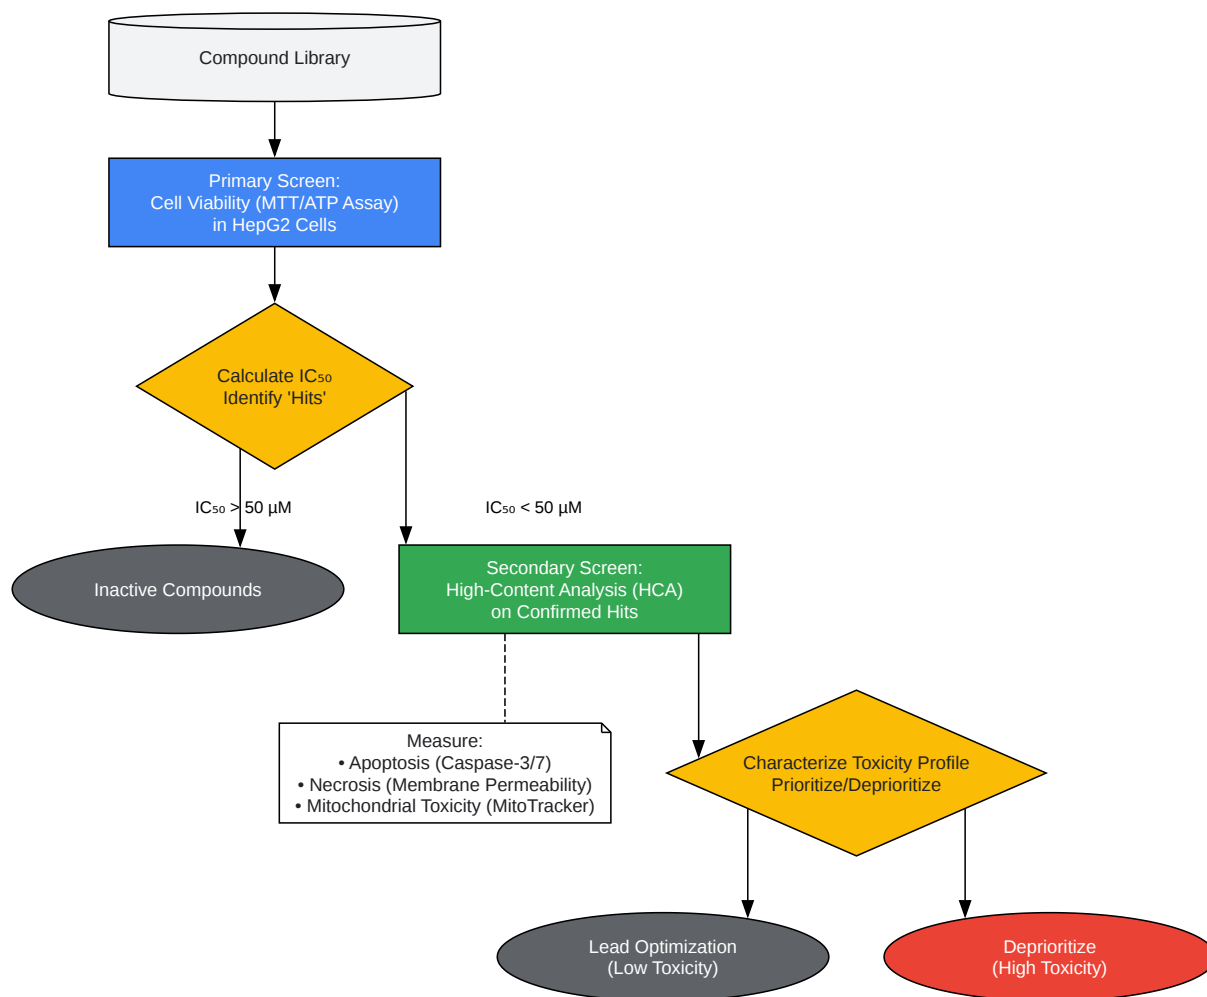 Compound Library
Primary Screen:
Cell Viability (MTT/ATP Assay)
in HepG2 Cells
Calculate IC₅₀
Identify 'Hits'
IC₅₀ > 50 µM
IC₅₀ < 50 µM
Inactive Compounds
Secondary Screen:
High-Content Analysis (HCA)
on Confirmed Hits
Measure:
• Apoptosis (Caspase-3/7)
• Necrosis (Membrane Permeability)
• Mitochondrial Toxicity (MitoTracker)
Characterize Toxicity Profile
Prioritize/Deprioritize
Lead Optimization
(Low Toxicity)
Deprioritize
(High Toxicity)